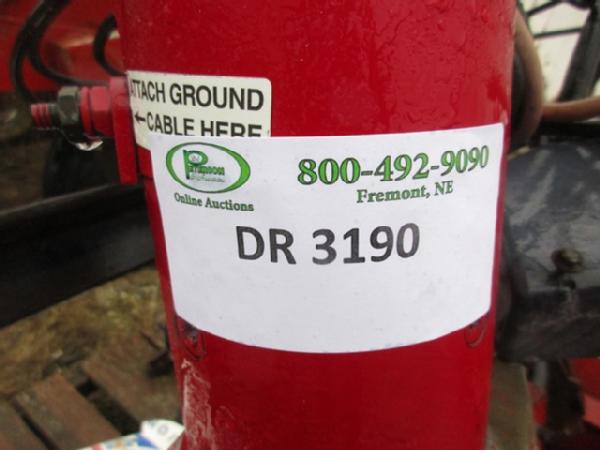 ATTACH GROUND
←CABLE HERE
800-492-9090
Fremont, NE
Online Auctions
DR 3190